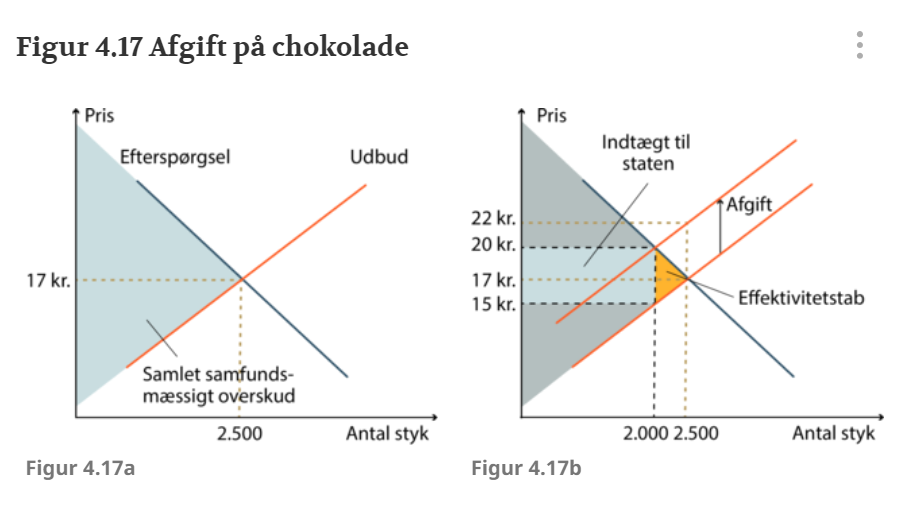 Figur 4.17 Afgift på chokolade
Pris
Efterspørgsel
Udbud
17 kr.
Samlet samfunds-
mæssigt overskud
2.500
Antal styk
Figur 4.17a
Pris
Indtægt til
staten
Afgift
22 kr.
20 kr.
17 kr.
15 kr.
Effektivitetstab
2.000 2.500
Antal styk
Figur 4.17b